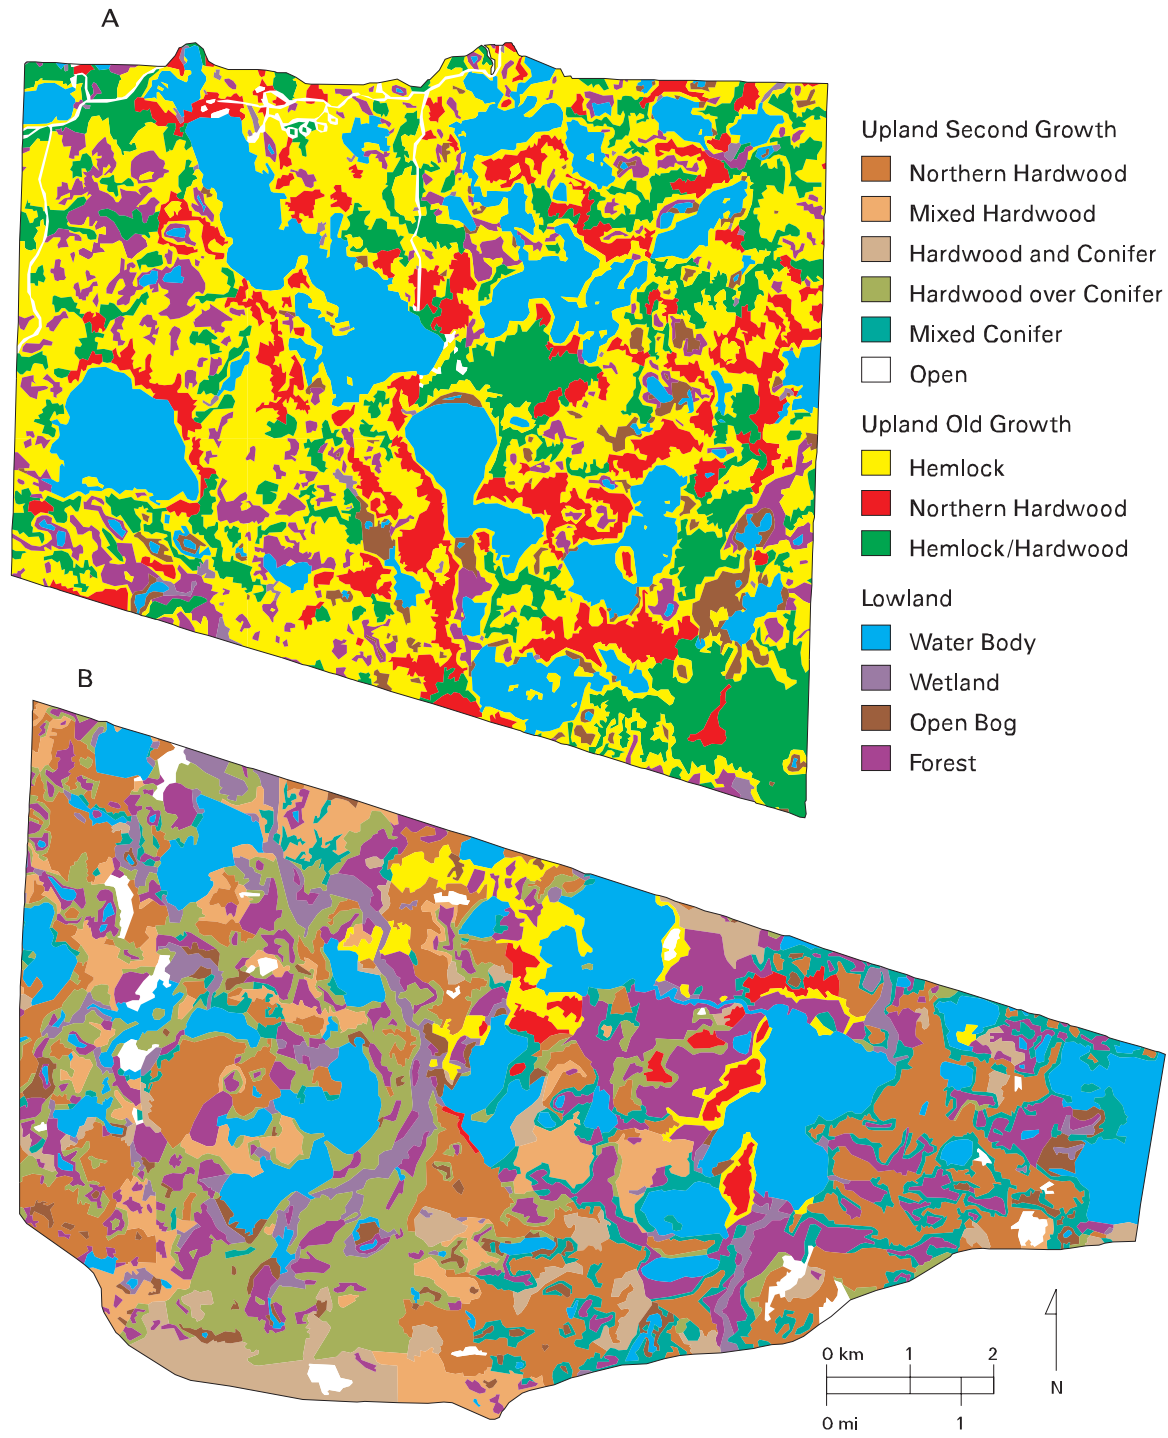 A
Upland Second Growth
Northern Hardwood
Mixed Hardwood
Hardwood and Conifer
Hardwood over Conifer
Mixed Conifer
Open
Upland Old Growth
Hemlock
Northern Hardwood
Hemlock/Hardwood
Lowland
Water Body
Wetland
Open Bog
Forest
B
0 km 1 2
0 mi 1
N